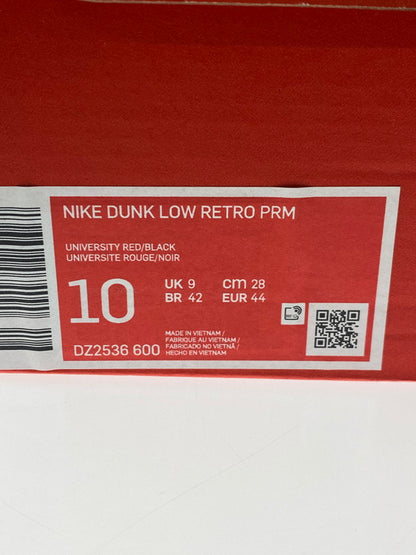 NIKE DUNK LOW RETRO PRM
UNIVERSITY RED/BLACK
UNIVERSITE ROUGE/NOIR
10
UK 9 cm 28
BR 42 EUR 44
DZ2536 600
MADE IN VIETNAM /
FABRIQUE AU VIETNAM /
FABRICADO NO VIETNÃ /
HECHO EN VIETNAM